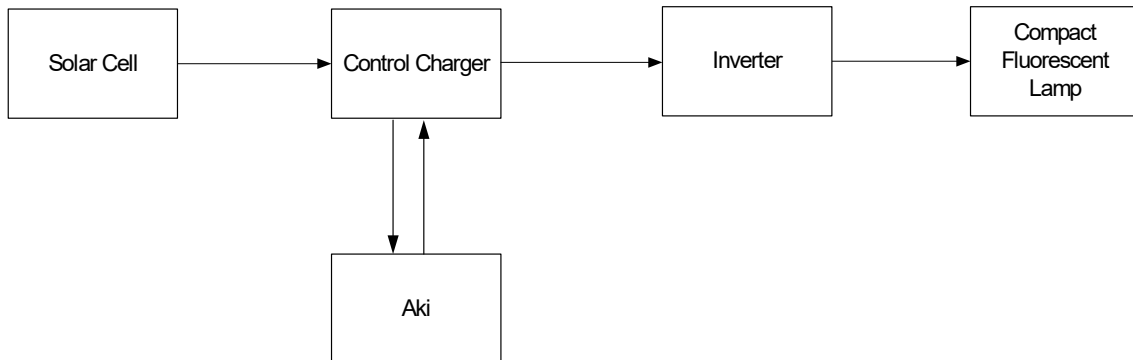 Solar Cell
Control Charger
Inverter
Compact
Fluorescent
Lamp
Aki